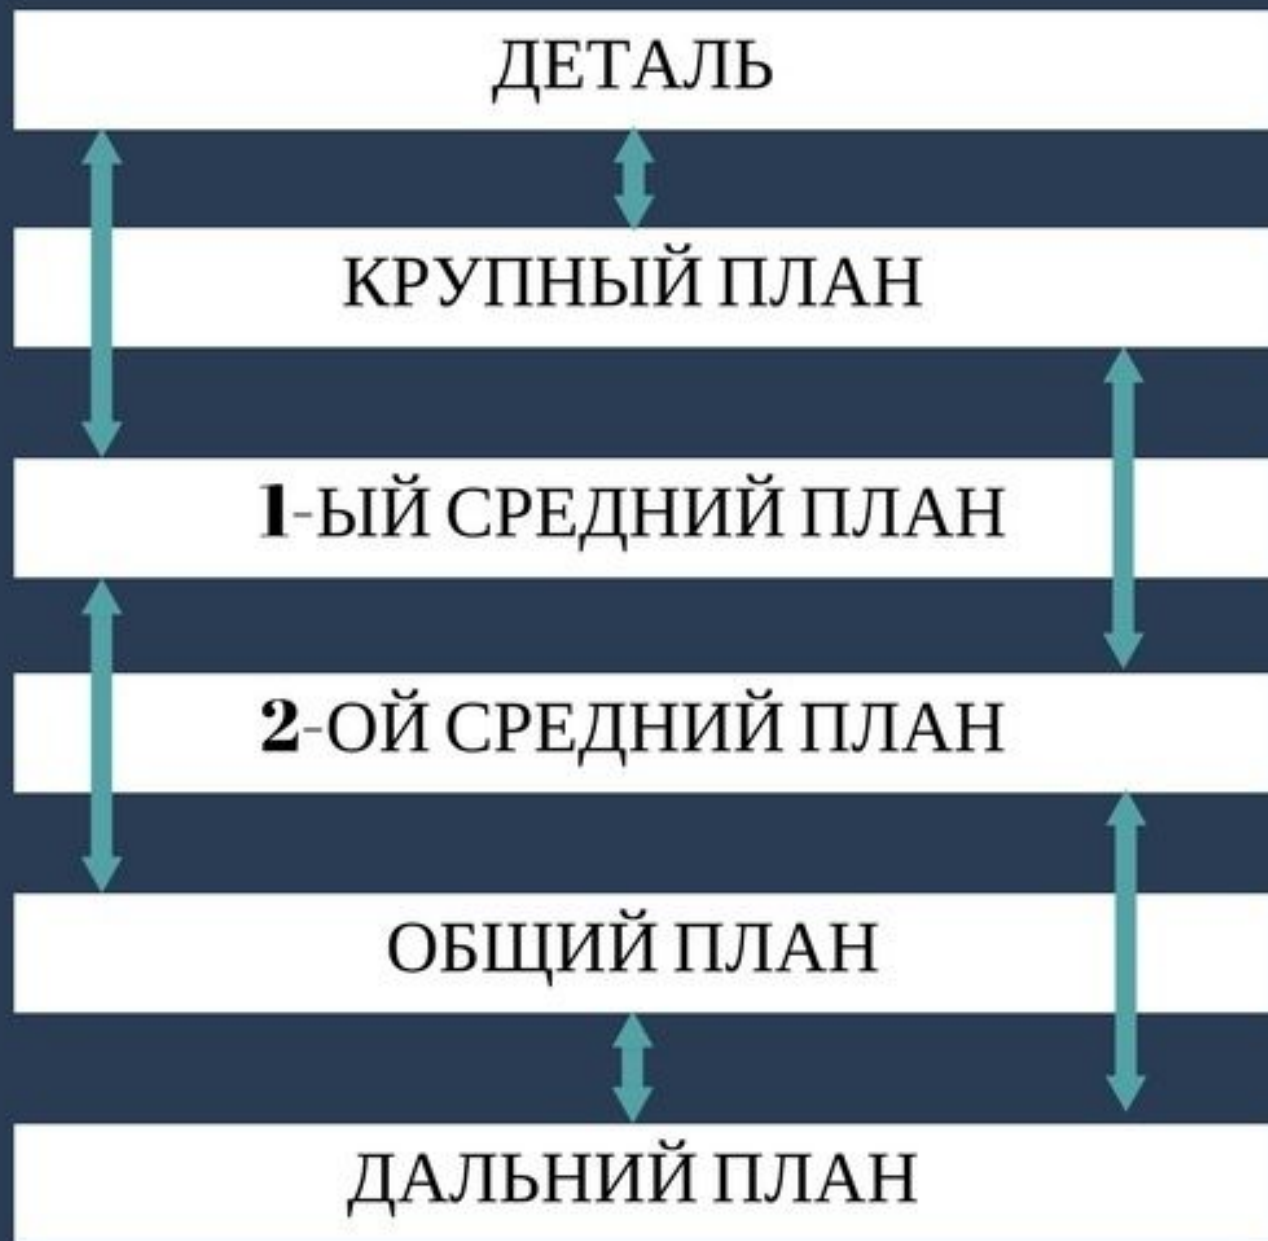 ДЕТАЛЬ
КРУПНЫЙ ПЛАН
1-ЫЙ СРЕДНИЙ ПЛАН
2-ОЙ СРЕДНИЙ ПЛАН
ОБЩИЙ ПЛАН
ДАЛЬНИЙ ПЛАН